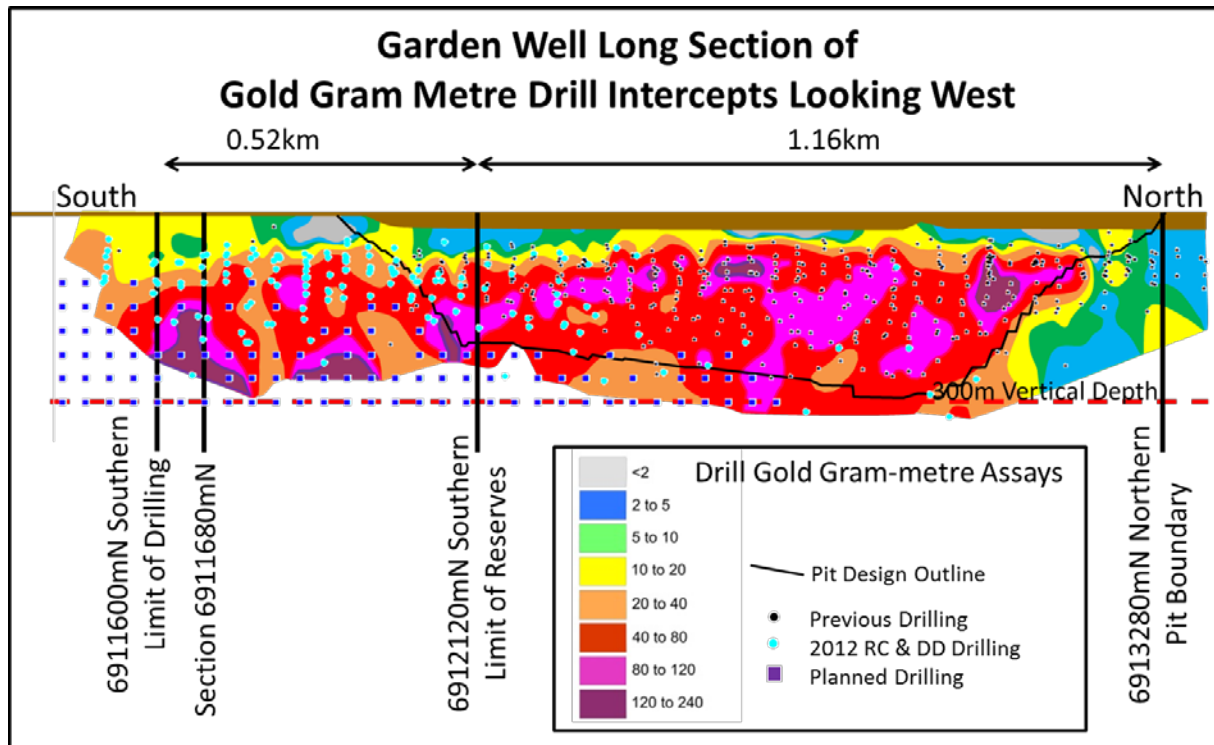 Garden Well Long Section of
Gold Gram Metre Drill Intercepts Looking West
0.52km
1.16km
South
North
300m Vertical Depth
6911600mN Southern
Limit of Drilling
Section 6911680mN
6912120mN Southern
Limit of Reserves
6913280mN Northern
Pit Boundary
Drill Gold Gram-metre Assays
<2
2 to 5
5 to 10
10 to 20
20 to 40
40 to 80
80 to 120
120 to 240
Pit Design Outline
Previous Drilling
2012 RC & DD Drilling
Planned Drilling